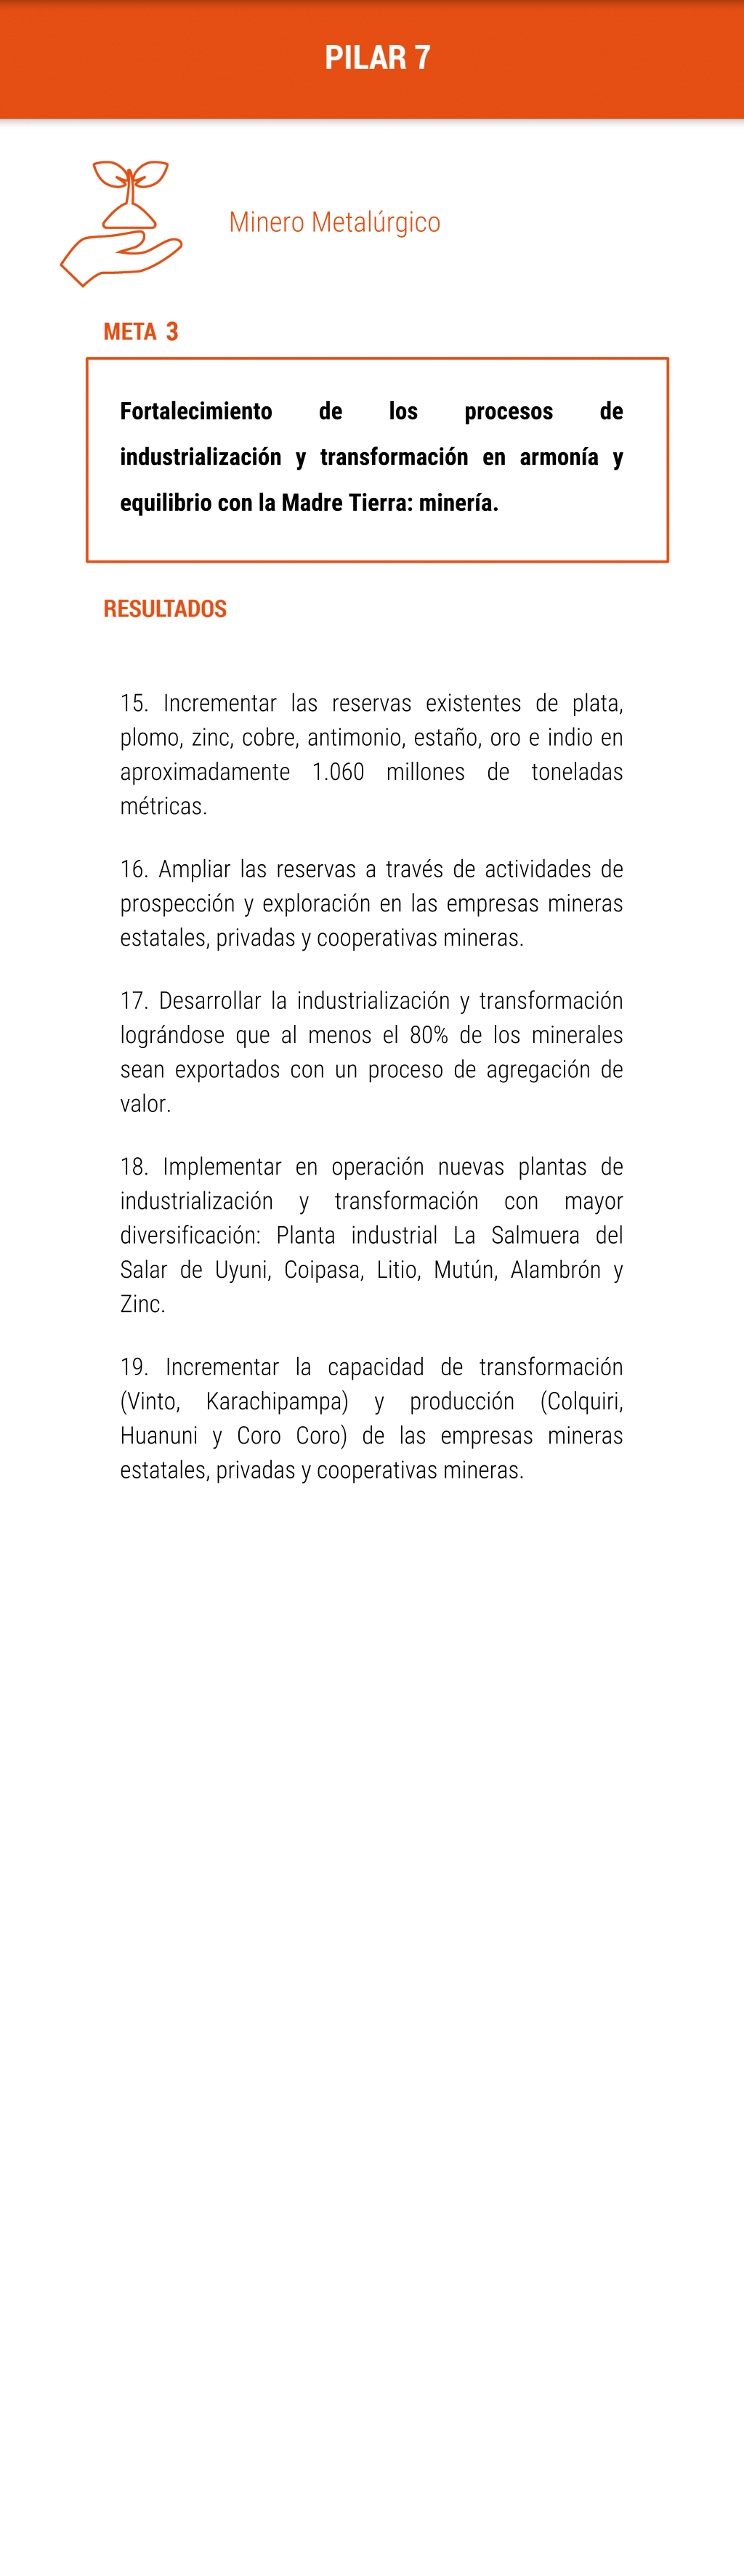 PILAR 7
Minero Metalúrgico
META 3
Fortalecimiento de los procesos de
industrialización y transformación en armonía y
equilibrio con la Madre Tierra: minería.
RESULTADOS
15. Incrementar las reservas existentes de plata,
plomo, zinc, cobre, antimonio, estaño, oro e indio en
aproximadamente 1.060 millones de toneladas
métricas.
16. Ampliar las reservas a través de actividades de
prospección y exploración en las empresas mineras
estatales, privadas y cooperativas mineras.
17. Desarrollar la industrialización y transformación
lográndose que al menos el 80% de los minerales
sean exportados con un proceso de agregación de
valor.
18. Implementar en operación nuevas plantas de
industrialización y transformación con mayor
diversificación: Planta industrial La Salmuera del
Salar de Uyuni, Coipasa, Litio, Mutún, Alambrón y
Zinc.
19. Incrementar la capacidad de transformación
(Vinto, Karachipampa) y producción (Colquiri,
Huanuni y Coro Coro) de las empresas mineras
estatales, privadas y cooperativas mineras.